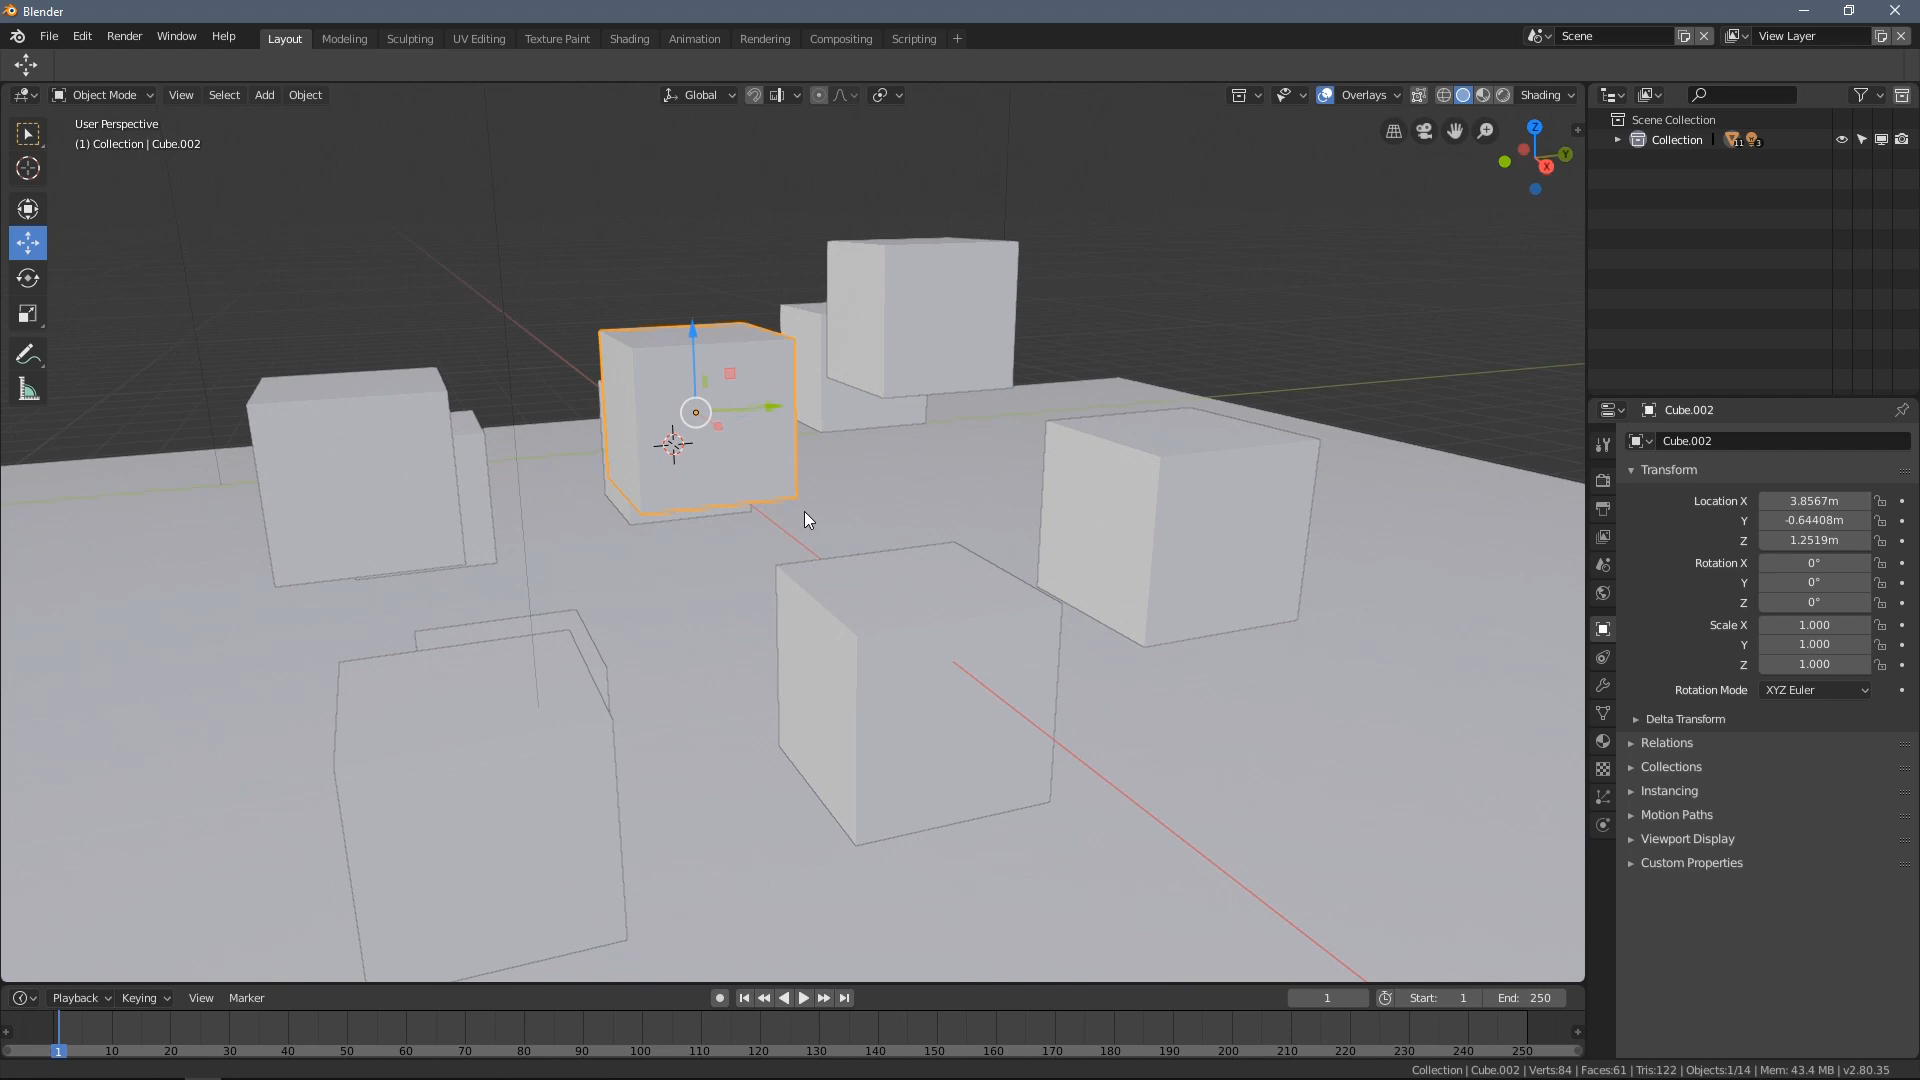 Blender
File Edit Render Window Help Layout Modeling Sculpting UV Editing Texture Paint Shading Animation Rendering Compositing Scripting + Scene View Layer
Object Mode View Select Add Object Global Overlays Shading
User Perspective
(1) Collection | Cube.002
Z
Y
X
Scene Collection
Collection 11 3
Cube.002
Cube.002
Transform
Location X 3.8567m
Y -0.64408m
Z 1.2519m
Rotation X 0°
Y 0°
Z 0°
Scale X 1.000
Y 1.000
Z 1.000
Rotation Mode XYZ Euler
Delta Transform
Relations
Collections
Instancing
Motion Paths
Viewport Display
Custom Properties
Playback Keying View Marker 1 Start: 1 End: 250
1 10 20 30 40 50 60 70 80 90 100 110 120 130 140 150 160 170 180 190 200 210 220 230 240 250
Collection | Cube.002 | Verts:84 | Faces:61 | Tris:122 | Objects:1/14 | Mem: 43.4 MB | v2.80.35